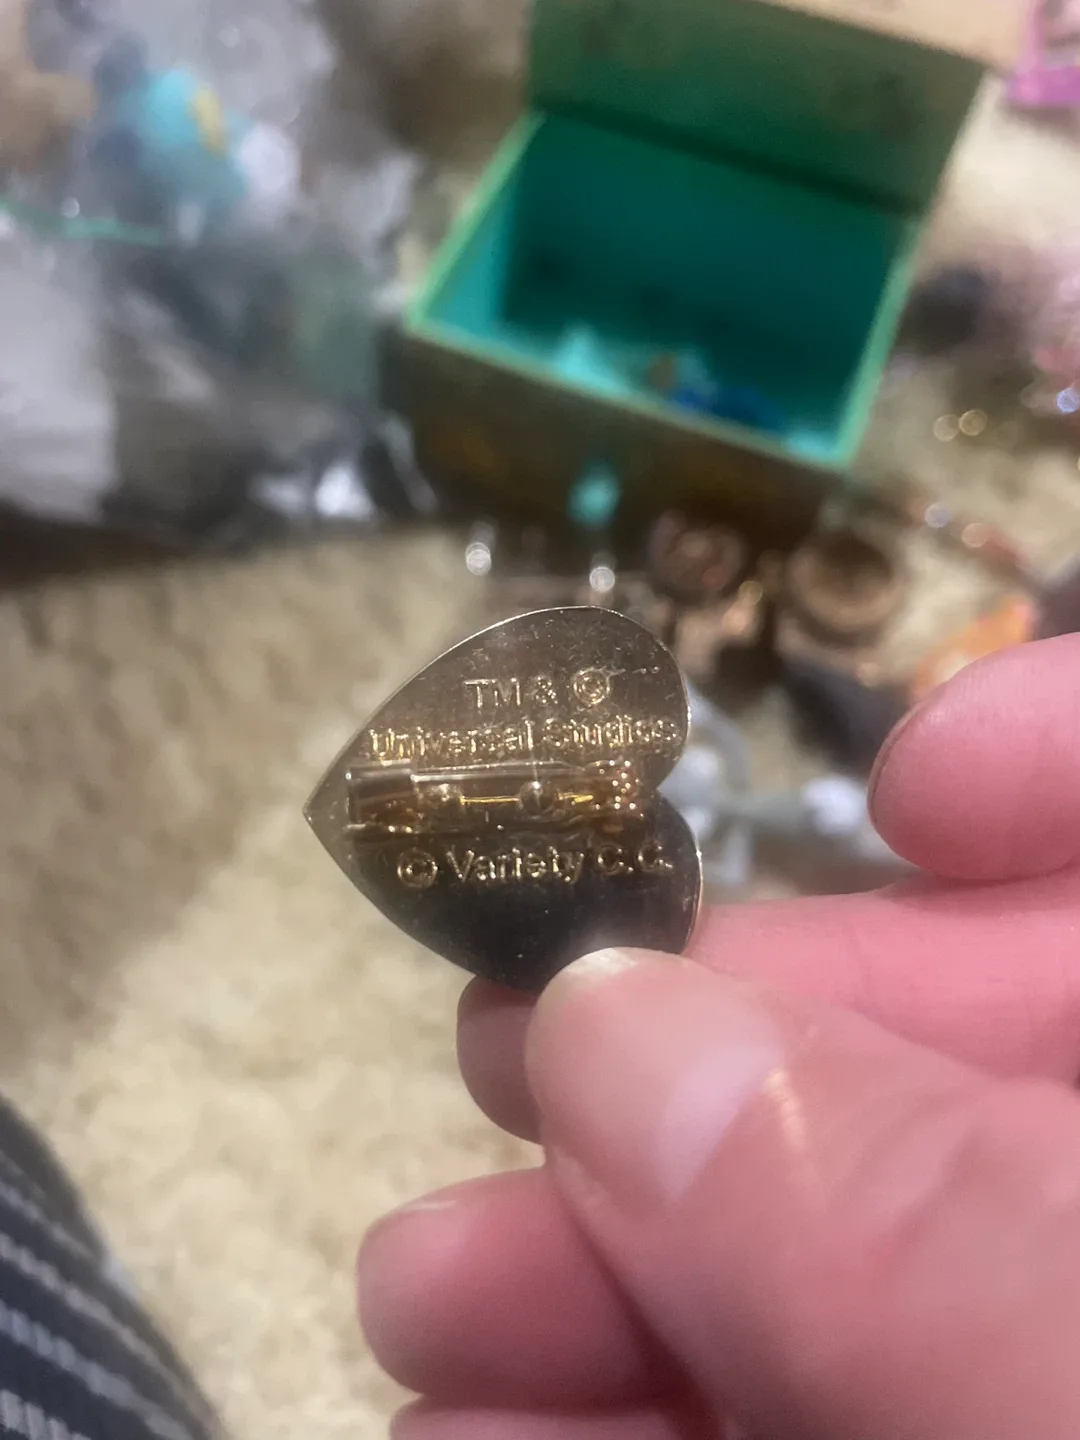 TM & ©
Universal Studios
© Variety C.C.